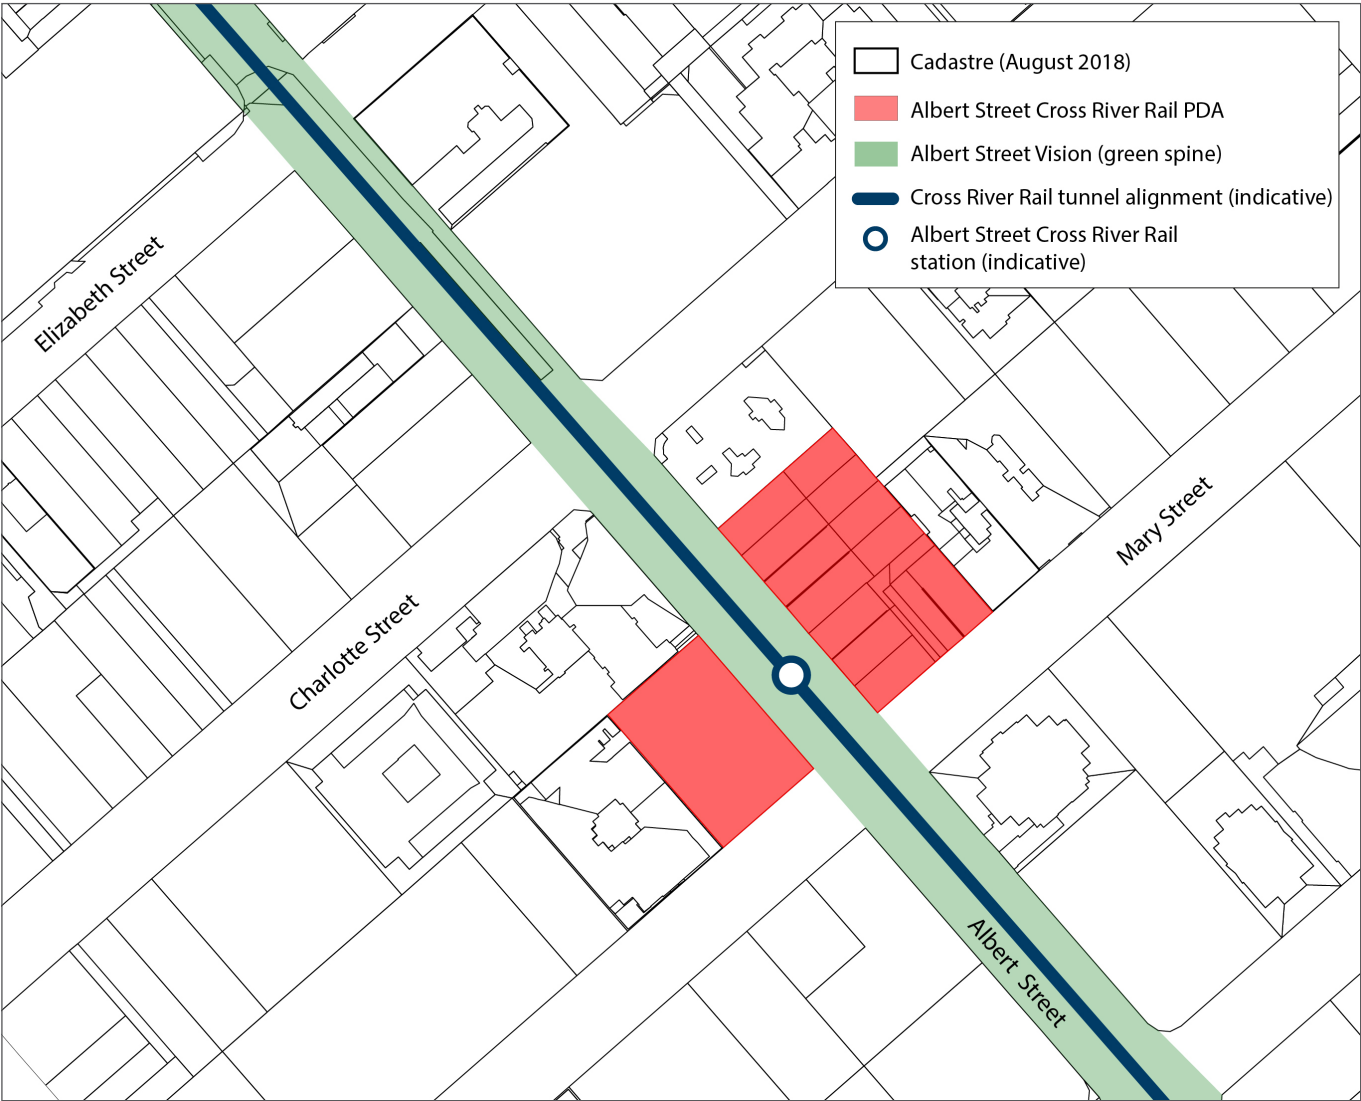 Cadastre (August 2018)
Albert Street Cross River Rail PDA
Albert Street Vision (green spine)
Cross River Rail tunnel alignment (indicative)
Albert Street Cross River Rail
station (indicative)
Elizabeth Street
Charlotte Street
Mary Street
Albert Street